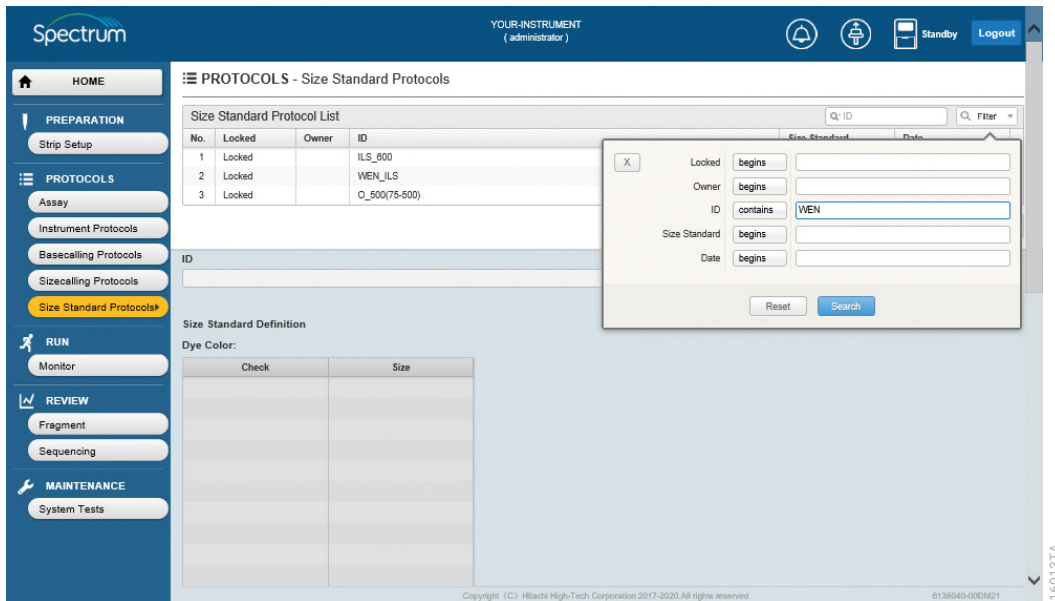 Spectrum
YOUR-INSTRUMENT
( administrator )
Standby
Logout
HOME
PREPARATION
Strip Setup
PROTOCOLS
Assay
Instrument Protocols
Basecalling Protocols
Sizecalling Protocols
Size Standard Protocols
RUN
Monitor
REVIEW
Fragment
Sequencing
MAINTENANCE
System Tests
PROTOCOLS - Size Standard Protocols
Size Standard Protocol List
ID
Filter
No. Locked Owner ID Size Standard Date
1 Locked ILS_600
2 Locked WEN_ILS
3 Locked O_500(75-500)
X
Locked begins
Owner begins
ID contains WEN
Size Standard begins
Date begins
Reset Search
ID
Size Standard Definition
Dye Color:
Check Size
Copyright (C) Hitachi High-Tech Corporation 2017-2020.All rights reserved.
6138040-00DM21
16013TA